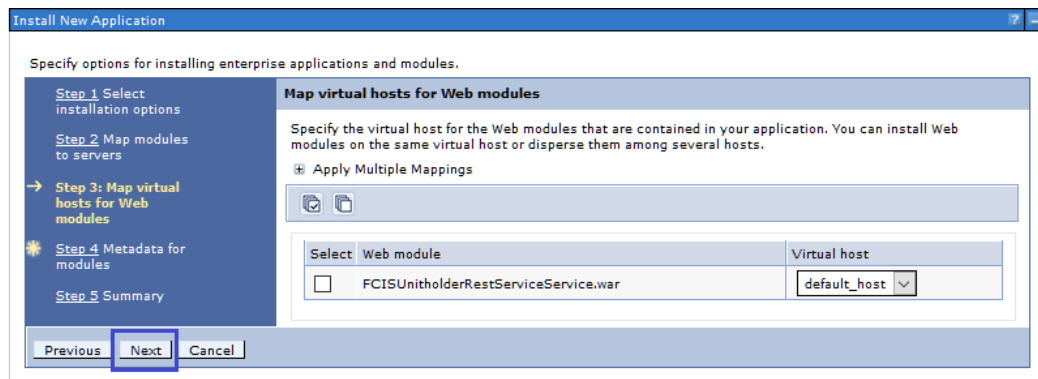 Install New Application
?
Specify options for installing enterprise applications and modules.
Step 1 Select
installation options
Step 2 Map modules
to servers
Step 3: Map virtual
hosts for Web
modules
Step 4 Metadata for
modules
Step 5 Summary
Map virtual hosts for Web modules
Specify the virtual host for the Web modules that are contained in your application. You can install Web
modules on the same virtual host or disperse them among several hosts.
Apply Multiple Mappings
Select Web module Virtual host
FCISUnitholderRestServiceService.war default_host
Previous Next Cancel